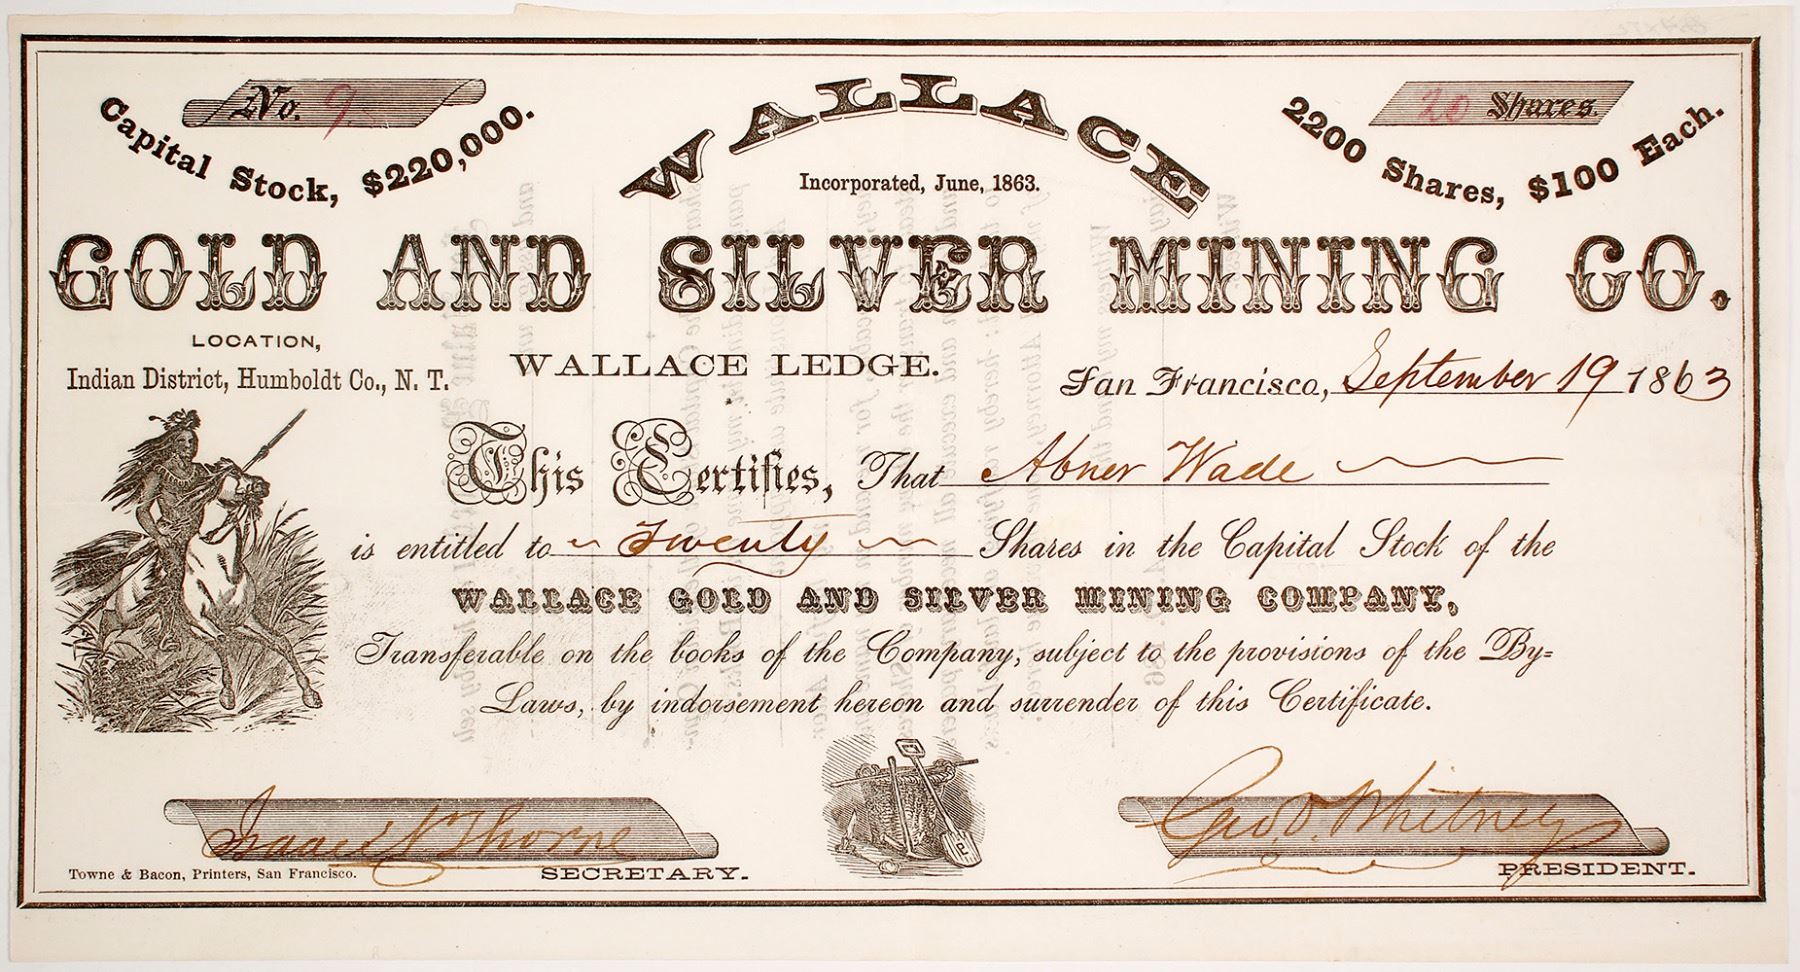 No. 9.
Capital Stock, $220,000.
WALLACE
Incorporated, June, 1863.
20 Shares.
2200 Shares, $100 Each.
GOLD AND SILVER MINING CO.
LOCATION,
Indian District, Humboldt Co., N. T.
WALLACE LEDGE.
San Francisco, September 19 1863
This Certifies, That Abner Wade
is entitled to Twenty Shares in the Capital Stock of the
WALLACE GOLD AND SILVER MINING COMPANY,
Transferable on the books of the Company, subject to the provisions of the By=
Laws, by indorsement hereon and surrender of this Certificate.
Isaac N Thorne
SECRETARY.
Geo. O. Whitney
PRESIDENT.
Towne & Bacon, Printers, San Francisco.